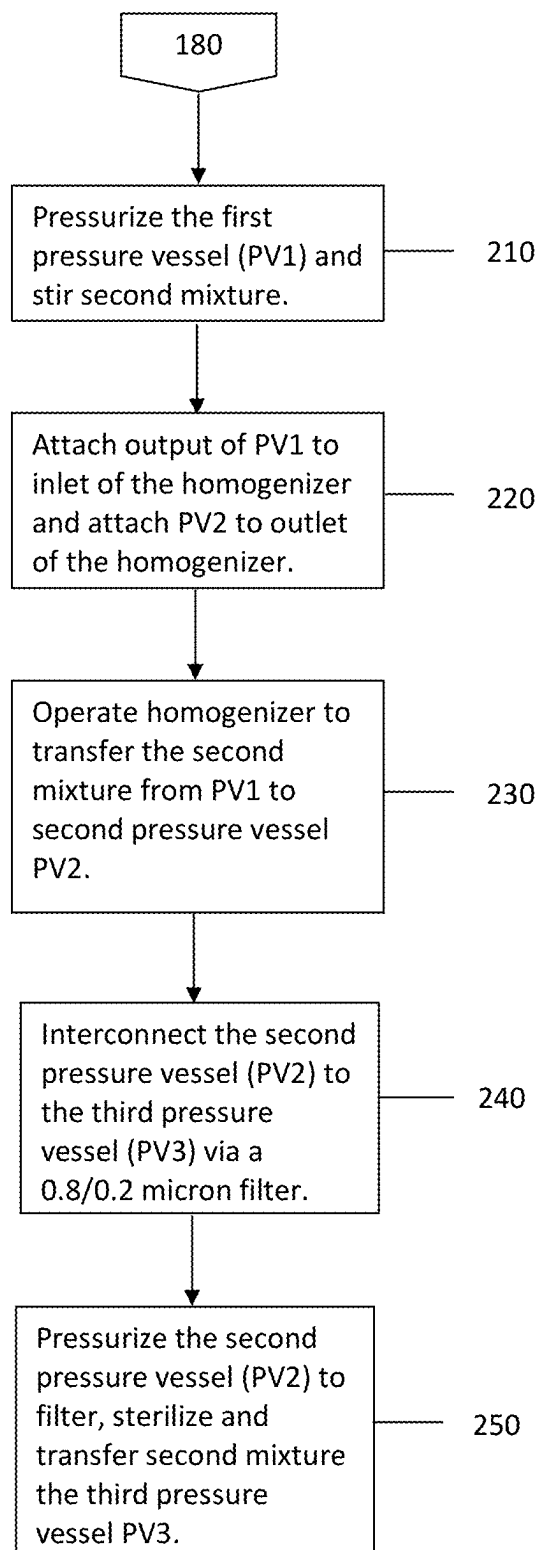 180
Pressurize the first
pressure vessel (PV1) and
stir second mixture.
210
Attach output of PV1 to
inlet of the homogenizer
and attach PV2 to outlet
of the homogenizer.
220
Operate homogenizer to
transfer the second
mixture from PV1 to
second pressure vessel
PV2.
230
Interconnect the second
pressure vessel (PV2) to
the third pressure
vessel (PV3) via a
0.8/0.2 micron filter.
240
Pressurize the second
pressure vessel (PV2) to
filter, sterilize and
transfer second mixture
the third pressure
vessel PV3.
250